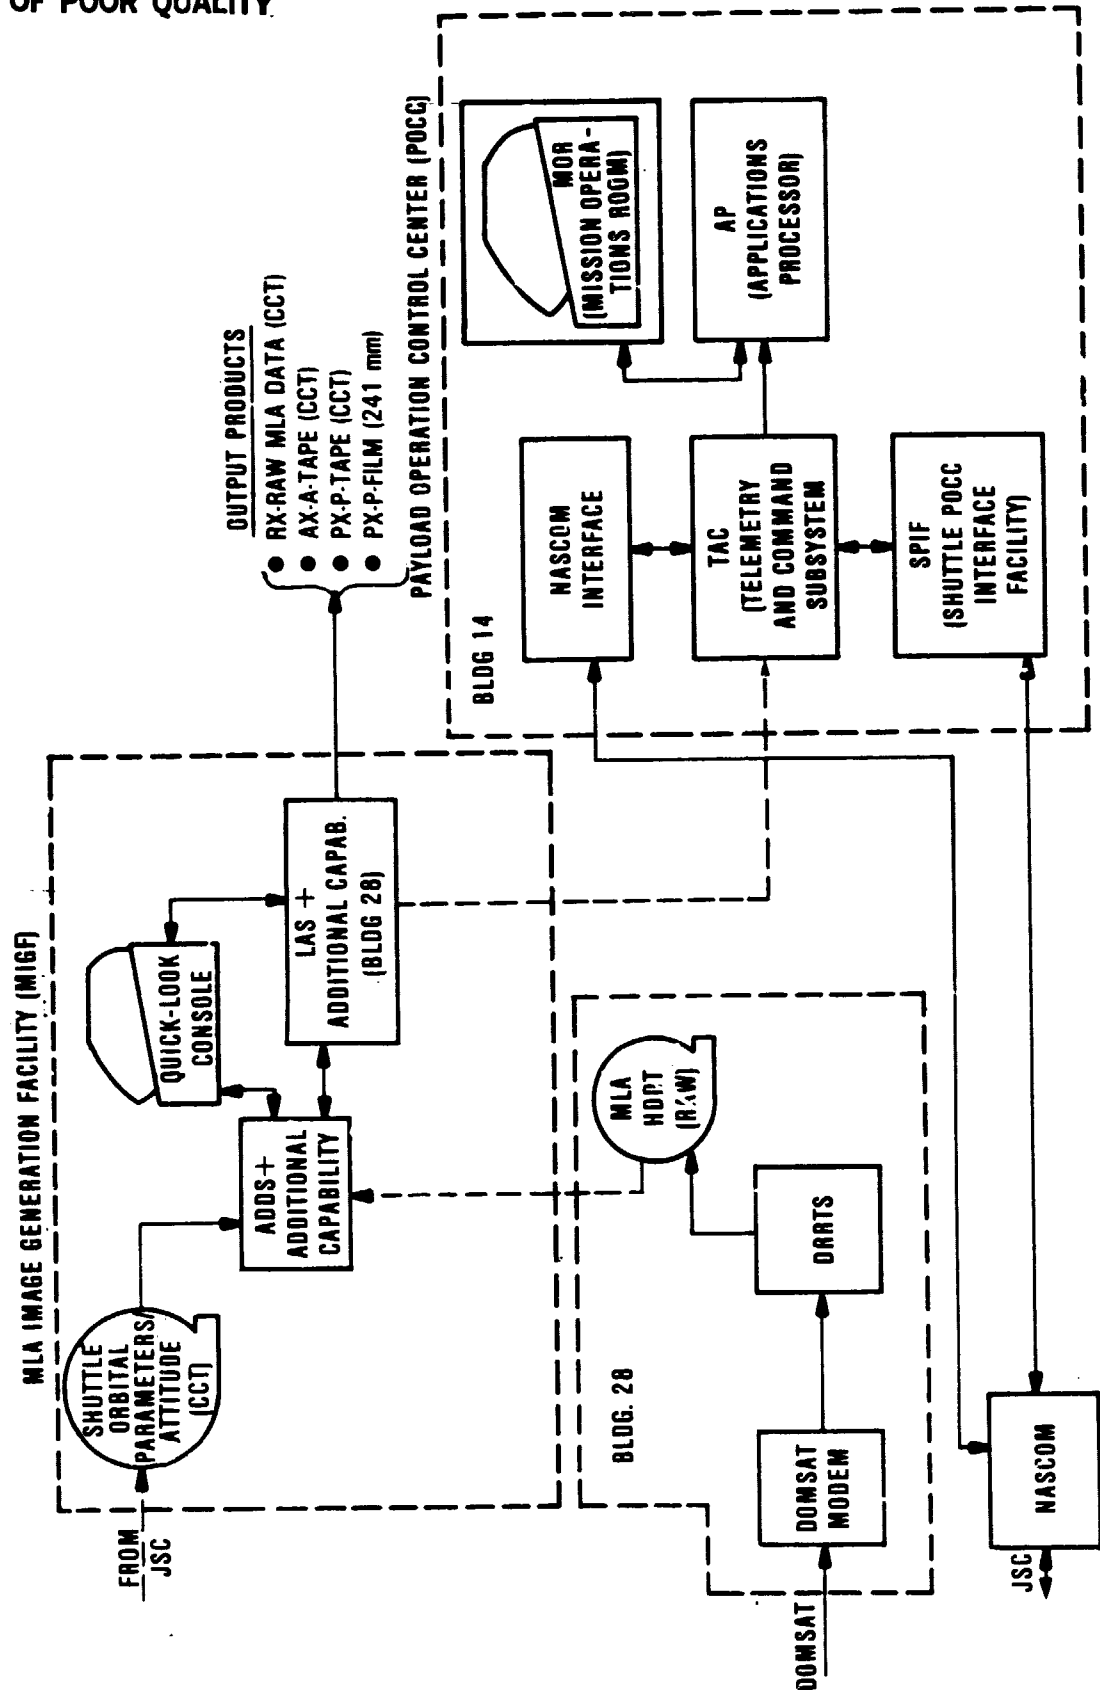 OF POOR QUALITY
MLA IMAGE GENERATION FACILITY (MIGF)
FROM
JSC
SHUTTLE
ORBITAL
PARAMETERS/
ATTITUDE
(CCT)
QUICK-LOOK
CONSOLE
ADDS+
ADDITIONAL
CAPABILITY
LAS +
ADDITIONAL CAPAB.
(BLDG 28)
OUTPUT PRODUCTS
● RX-RAW MLA DATA (CCT)
● AX-A-TAPE (CCT)
● PX-P-TAPE (CCT)
● PX-P-FILM (241 mm)
PAYLOAD OPERATION CONTROL CENTER (POCC)
BLDG 14
MOR
(MISSION OPERA-
TIONS ROOM)
AP
(APPLICATIONS
PROCESSOR)
NASCOM
INTERFACE
TAC
(TELEMETRY
AND COMMAND
SUBSYSTEM
SPIF
(SHUTTLE POCC
INTERFACE
FACILITY)
BLDG. 28
MLA
HDDT
(RAW)
DRRTS
DOMSAT
MODEM
DOMSAT
NASCOM
JSC